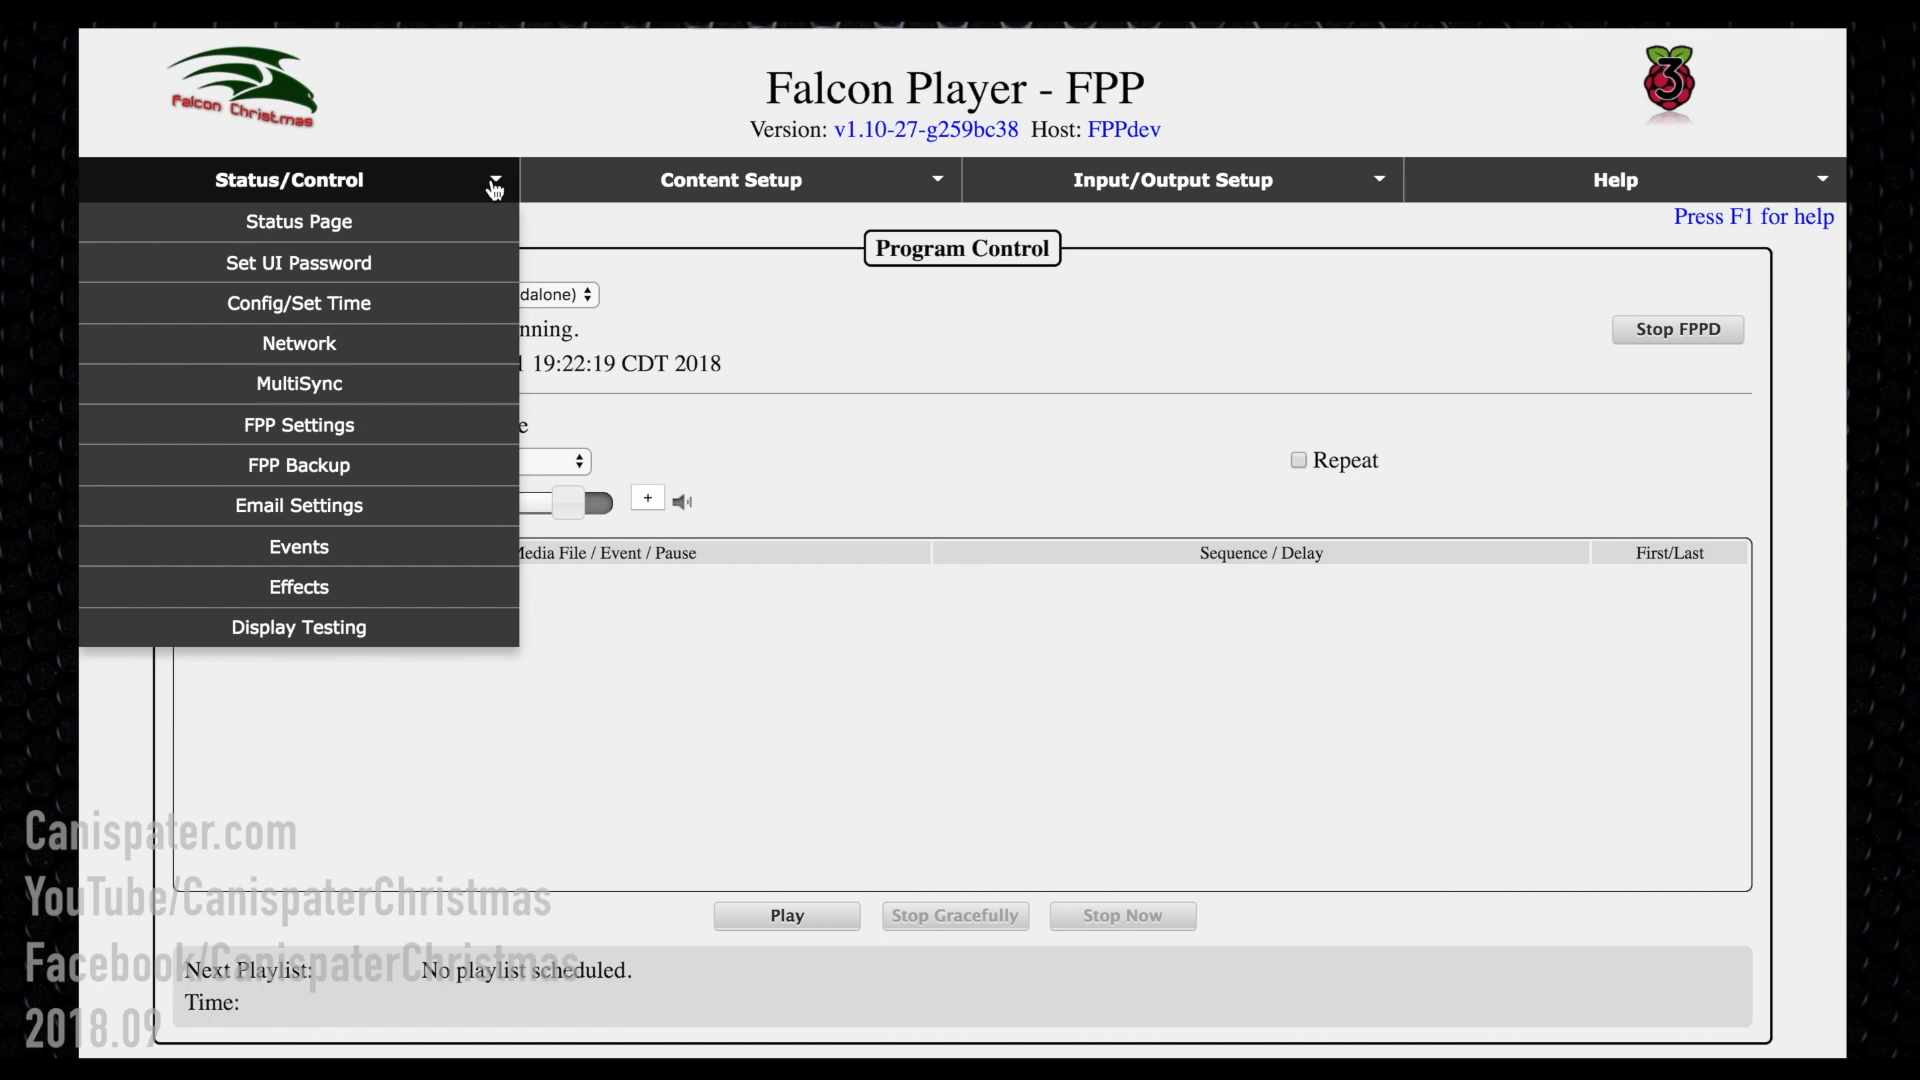 Falcon Christmas
Falcon Player - FPP
3
Version: v1.10-27-g259bc38 Host: FPPdev
Status/Control
Content Setup
Input/Output Setup
Help
Press F1 for help
Status Page
Set UI Password
Config/Set Time
Network
MultiSync
FPP Settings
FPP Backup
Email Settings
Events
Effects
Display Testing
Program Control
dalone)
nning.
Stop FPPD
19:22:19 CDT 2018
e
Repeat
+
Media File / Event / Pause
Sequence / Delay
First/Last
Play
Stop Gracefully
Stop Now
Next Playlist: No playlist scheduled.
Time:
Canispater.com
YouTube/CanispaterChristmas
Facebook/CanispaterChristmas
2018.09